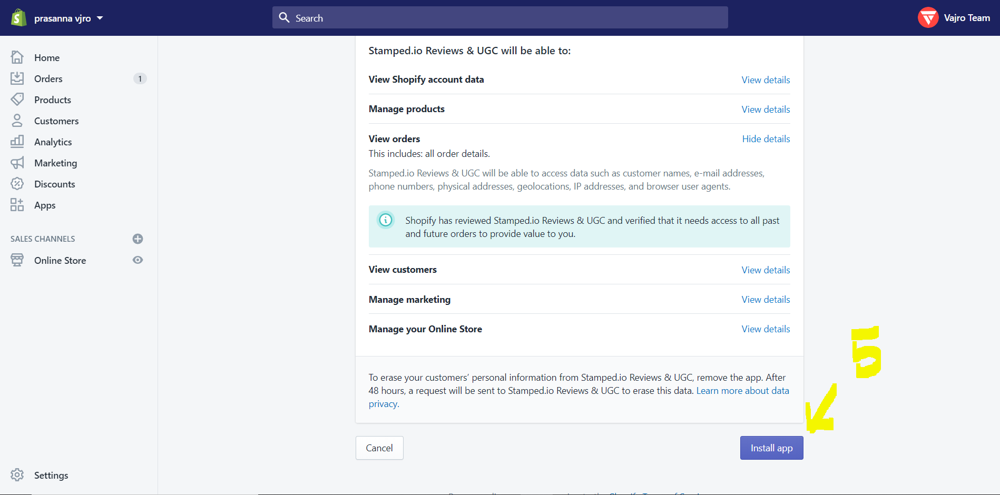 prasanna vjro
Search
Vajro Team
Home
Orders
1
Products
Customers
Analytics
Marketing
Discounts
Apps
SALES CHANNELS
Online Store
Settings
Stamped.io Reviews & UGC will be able to:
View Shopify account data
View details
Manage products
View details
View orders
Hide details
This includes: all order details.
Stamped.io Reviews & UGC will be able to access data such as customer names, e-mail addresses,
phone numbers, physical addresses, geolocations, IP addresses, and browser user agents.
Shopify has reviewed Stamped.io Reviews & UGC and verified that it needs access to all past
and future orders to provide value to you.
View customers
View details
Manage marketing
View details
Manage your Online Store
View details
To erase your customers’ personal information from Stamped.io Reviews & UGC, remove the app. After
48 hours, a request will be sent to Stamped.io Reviews & UGC to erase this data. Learn more about data
privacy.
5
Cancel
Install app